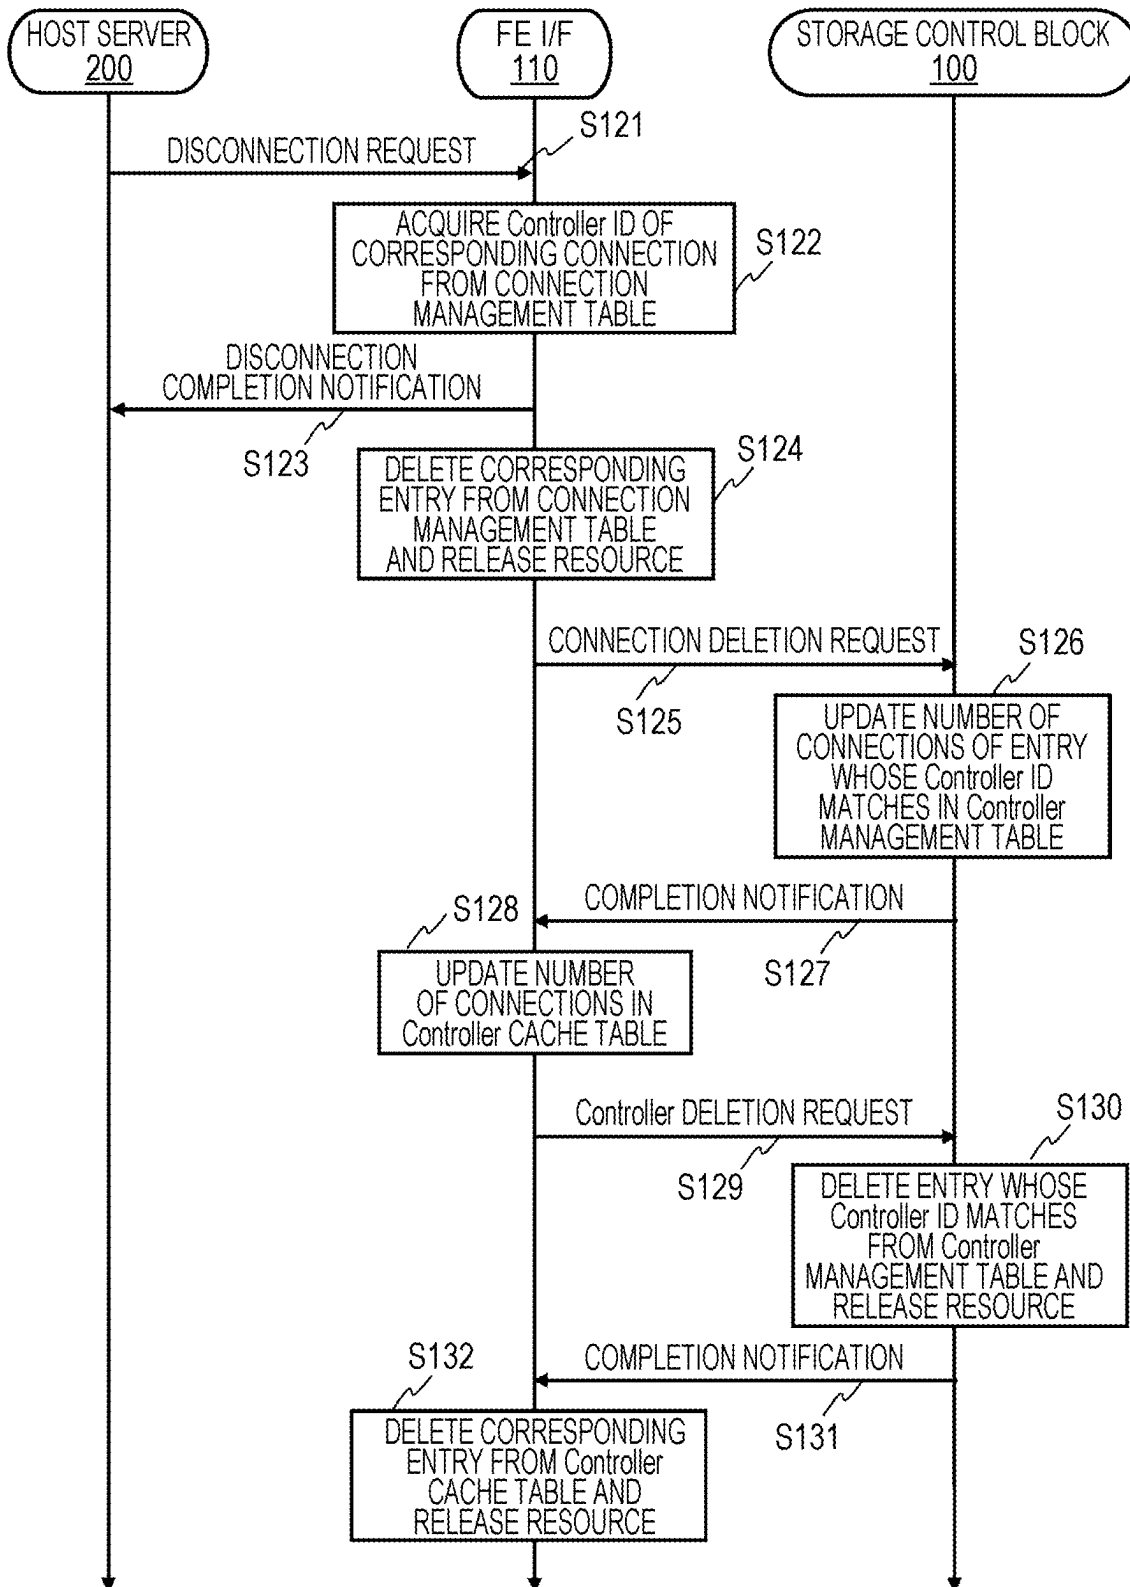 HOST SERVER
200
FE I/F
110
STORAGE CONTROL BLOCK
100
S121
DISCONNECTION REQUEST
ACQUIRE Controller ID OF
CORRESPONDING CONNECTION
FROM CONNECTION
MANAGEMENT TABLE
S122
DISCONNECTION
COMPLETION NOTIFICATION
S123
DELETE CORRESPONDING
ENTRY FROM CONNECTION
MANAGEMENT TABLE
AND RELEASE RESOURCE
S124
CONNECTION DELETION REQUEST
S125
S126
UPDATE NUMBER OF
CONNECTIONS OF ENTRY
WHOSE Controller ID
MATCHES IN Controller
MANAGEMENT TABLE
COMPLETION NOTIFICATION
S127
S128
UPDATE NUMBER
OF CONNECTIONS IN
Controller CACHE TABLE
Controller DELETION REQUEST
S129
S130
DELETE ENTRY WHOSE
Controller ID MATCHES
FROM Controller
MANAGEMENT TABLE AND
RELEASE RESOURCE
COMPLETION NOTIFICATION
S131
S132
DELETE CORRESPONDING
ENTRY FROM Controller
CACHE TABLE AND
RELEASE RESOURCE